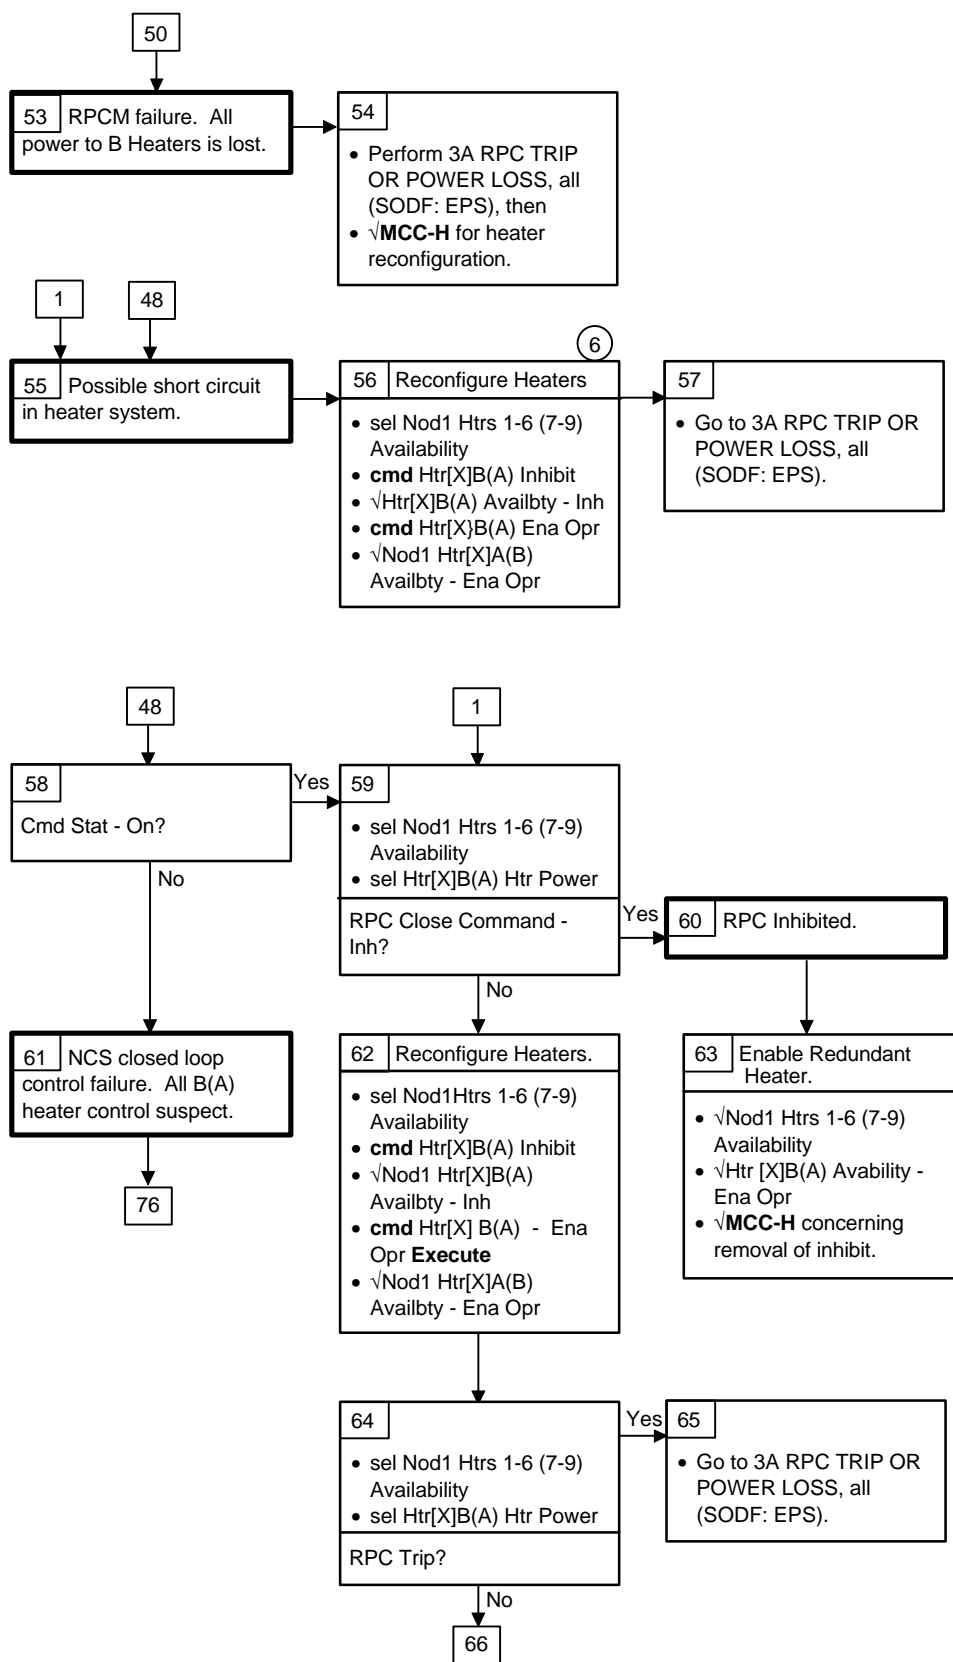 50
53 RPCM failure. All
power to B Heaters is lost.
54
• Perform 3A RPC TRIP
OR POWER LOSS, all
(SODF: EPS), then
• √MCC-H for heater
reconfiguration.
1
48
55 Possible short circuit
in heater system.
6
56 Reconfigure Heaters
• sel Nod1 Htrs 1-6 (7-9)
Availability
• cmd Htr[X]B(A) Inhibit
• √Htr[X]B(A) Availbty - Inh
• cmd Htr[X}B(A) Ena Opr
• √Nod1 Htr[X]A(B)
Availbty - Ena Opr
57
• Go to 3A RPC TRIP OR
POWER LOSS, all
(SODF: EPS).
48
1
58
Cmd Stat - On?
Yes
No
59
• sel Nod1 Htrs 1-6 (7-9)
Availability
• sel Htr[X]B(A) Htr Power
RPC Close Command -
Inh?
Yes
No
60 RPC Inhibited.
61 NCS closed loop
control failure. All B(A)
heater control suspect.
76
62 Reconfigure Heaters.
• sel Nod1Htrs 1-6 (7-9)
Availability
• cmd Htr[X]B(A) Inhibit
• √Nod1 Htr[X]B(A)
Availbty - Inh
• cmd Htr[X] B(A) - Ena
Opr Execute
• √Nod1 Htr[X]A(B)
Availbty - Ena Opr
63 Enable Redundant
Heater.
• √Nod1 Htrs 1-6 (7-9)
Availability
• √Htr [X]B(A) Avability -
Ena Opr
• √MCC-H concerning
removal of inhibit.
64
• sel Nod1 Htrs 1-6 (7-9)
Availability
• sel Htr[X]B(A) Htr Power
RPC Trip?
Yes
No
65
• Go to 3A RPC TRIP OR
POWER LOSS, all
(SODF: EPS).
66